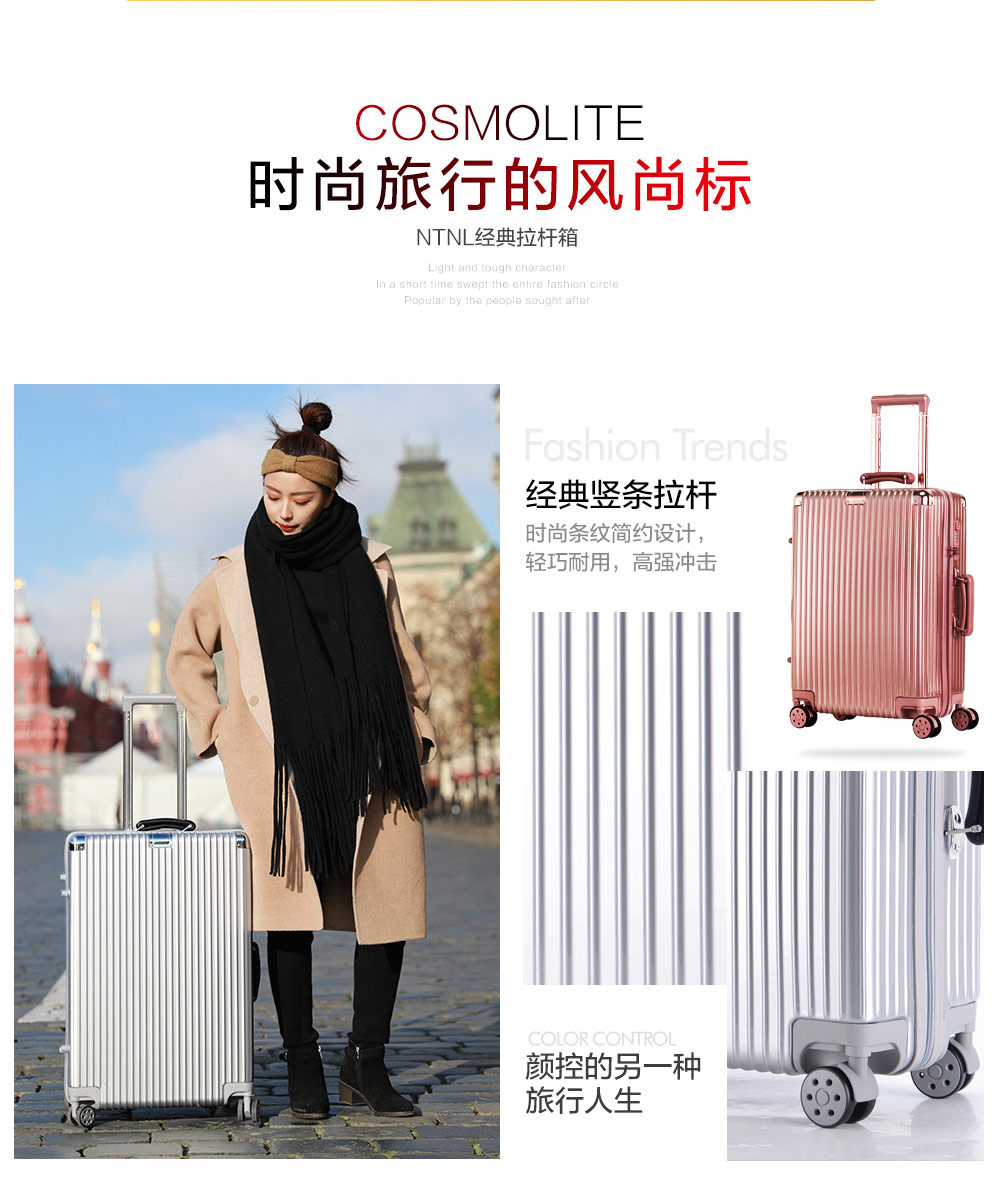 COSMOLITE
时尚旅行的风尚标
NTNL经典拉杆箱
Light and tough character
In a short time swept the entire fashion circle
Popular by the people sought after
Fashion Trends
经典竖条拉杆
时尚条纹简约设计,
轻巧耐用，高强冲击
COLOR CONTROL
颜控的另一种
旅行人生